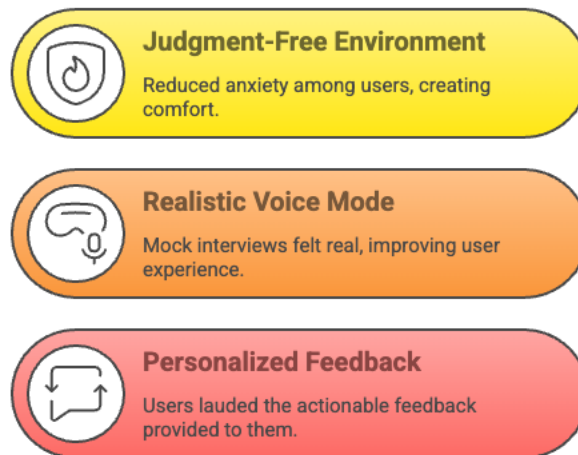 Judgment-Free Environment
Reduced anxiety among users, creating
comfort.
Realistic Voice Mode
Mock interviews felt real, improving user
experience.
Personalized Feedback
Users lauded the actionable feedback
provided to them.